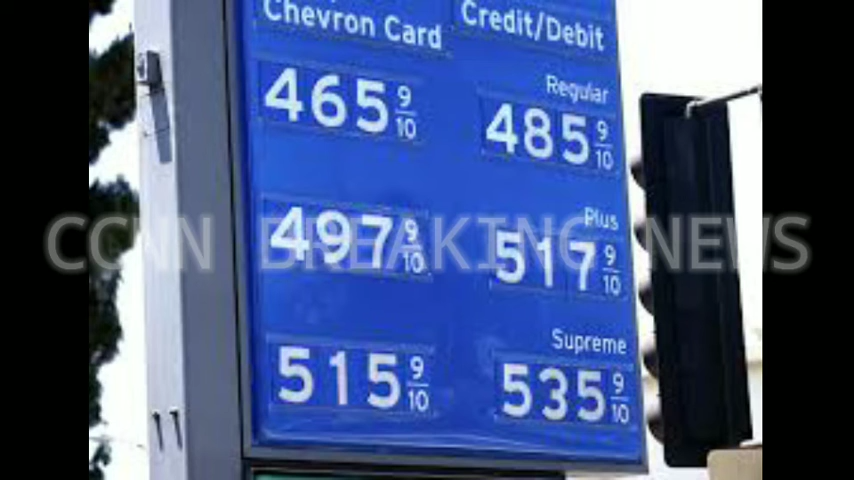 Chevron Card
Credit/Debit
Regular
465 9/10
485 9/10
Plus
497 9/10
517 9/10
CCNN BREAKING NEWS
Supreme
515 9/10
535 9/10